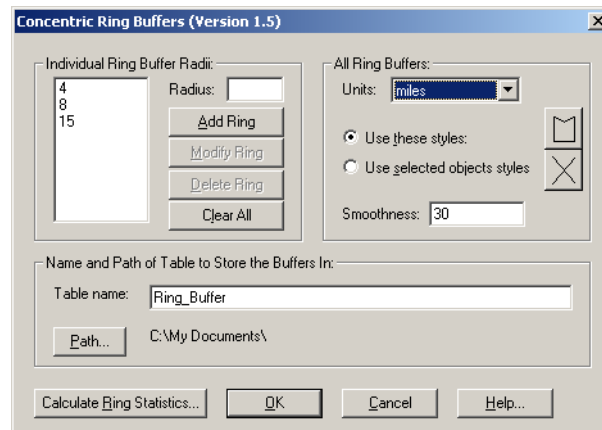 Concentric Ring Buffers (Version 1.5)
Individual Ring Buffer Radii:
4
8
15
Radius:
Add Ring
Modify Ring
Delete Ring
Clear All
All Ring Buffers:
Units: miles
Use these styles:
Use selected objects styles
Smoothness: 30
Name and Path of Table to Store the Buffers In:
Table name: Ring_Buffer
Path... C:\My Documents\
Calculate Ring Statistics... OK Cancel Help...